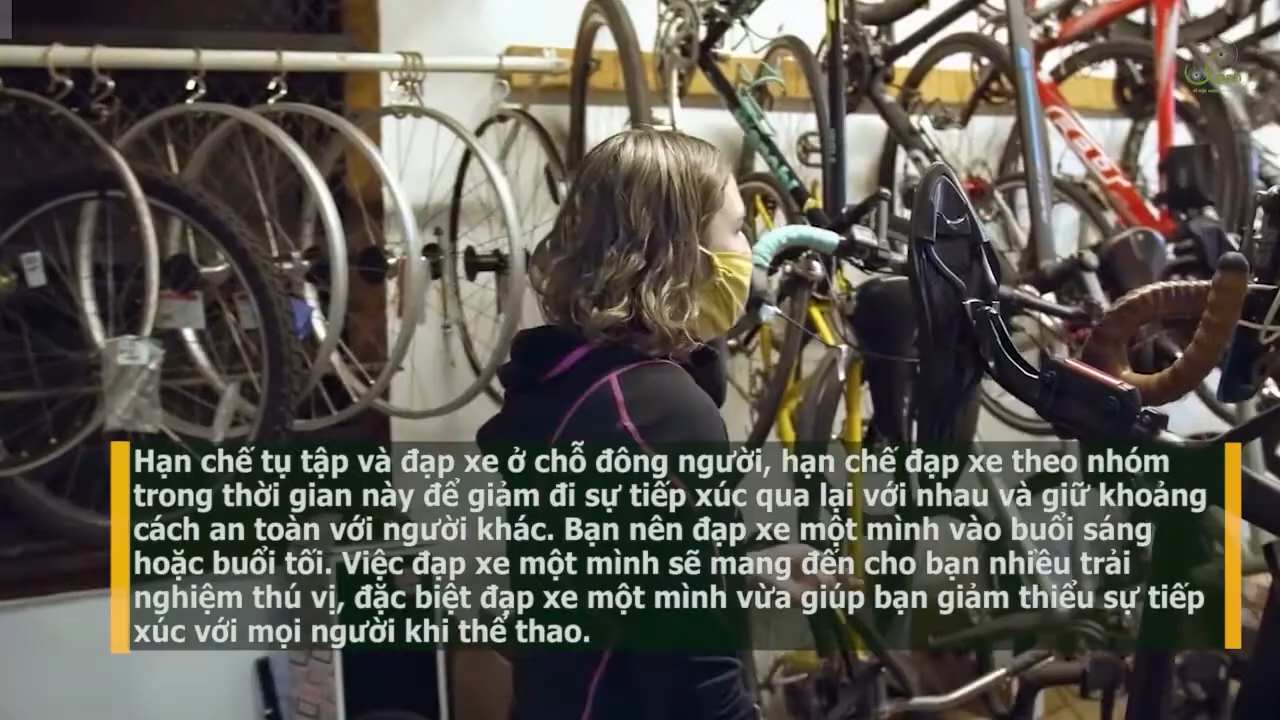 Hạn chế tụ tập và đạp xe ở chỗ đông người, hạn chế đạp xe theo nhóm
trong thời gian này để giảm đi sự tiếp xúc qua lại với nhau và giữ khoảng
cách an toàn với người khác. Bạn nên đạp xe một mình vào buổi sáng
hoặc buổi tối. Việc đạp xe một mình sẽ mang đến cho bạn nhiều trải
nghiệm thú vị, đặc biệt đạp xe một mình vừa giúp bạn giảm thiểu sự tiếp
xúc với mọi người khi thể thao.